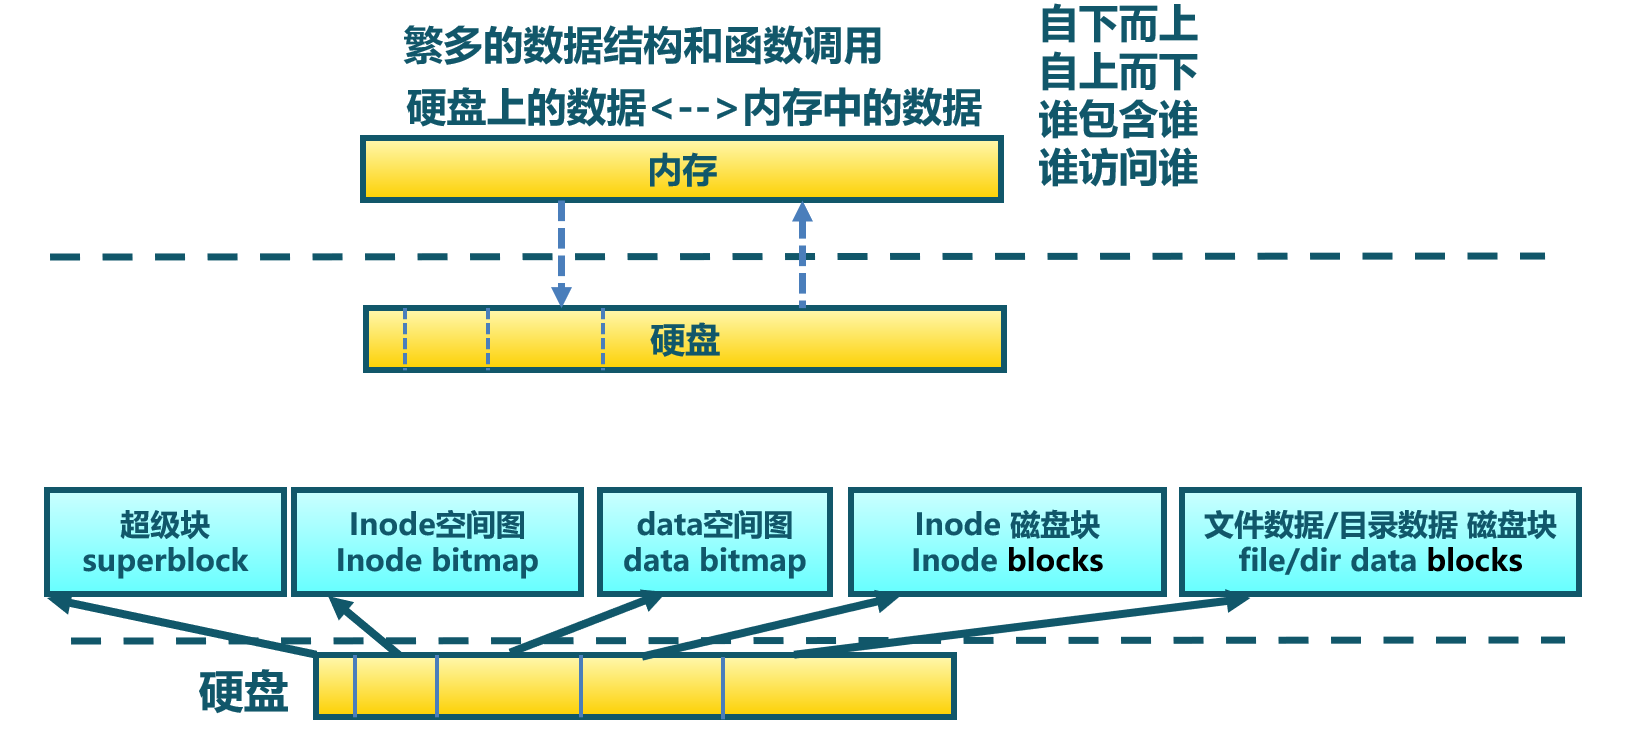 繁多的数据结构和函数调用
硬盘上的数据<-->内存中的数据
自下而上
自上而下
谁包含谁
谁访问谁
内存
硬盘
超级块
superblock
Inode空间图
Inode bitmap
data空间图
data bitmap
Inode 磁盘块
Inode blocks
文件数据/目录数据 磁盘块
file/dir data blocks
硬盘